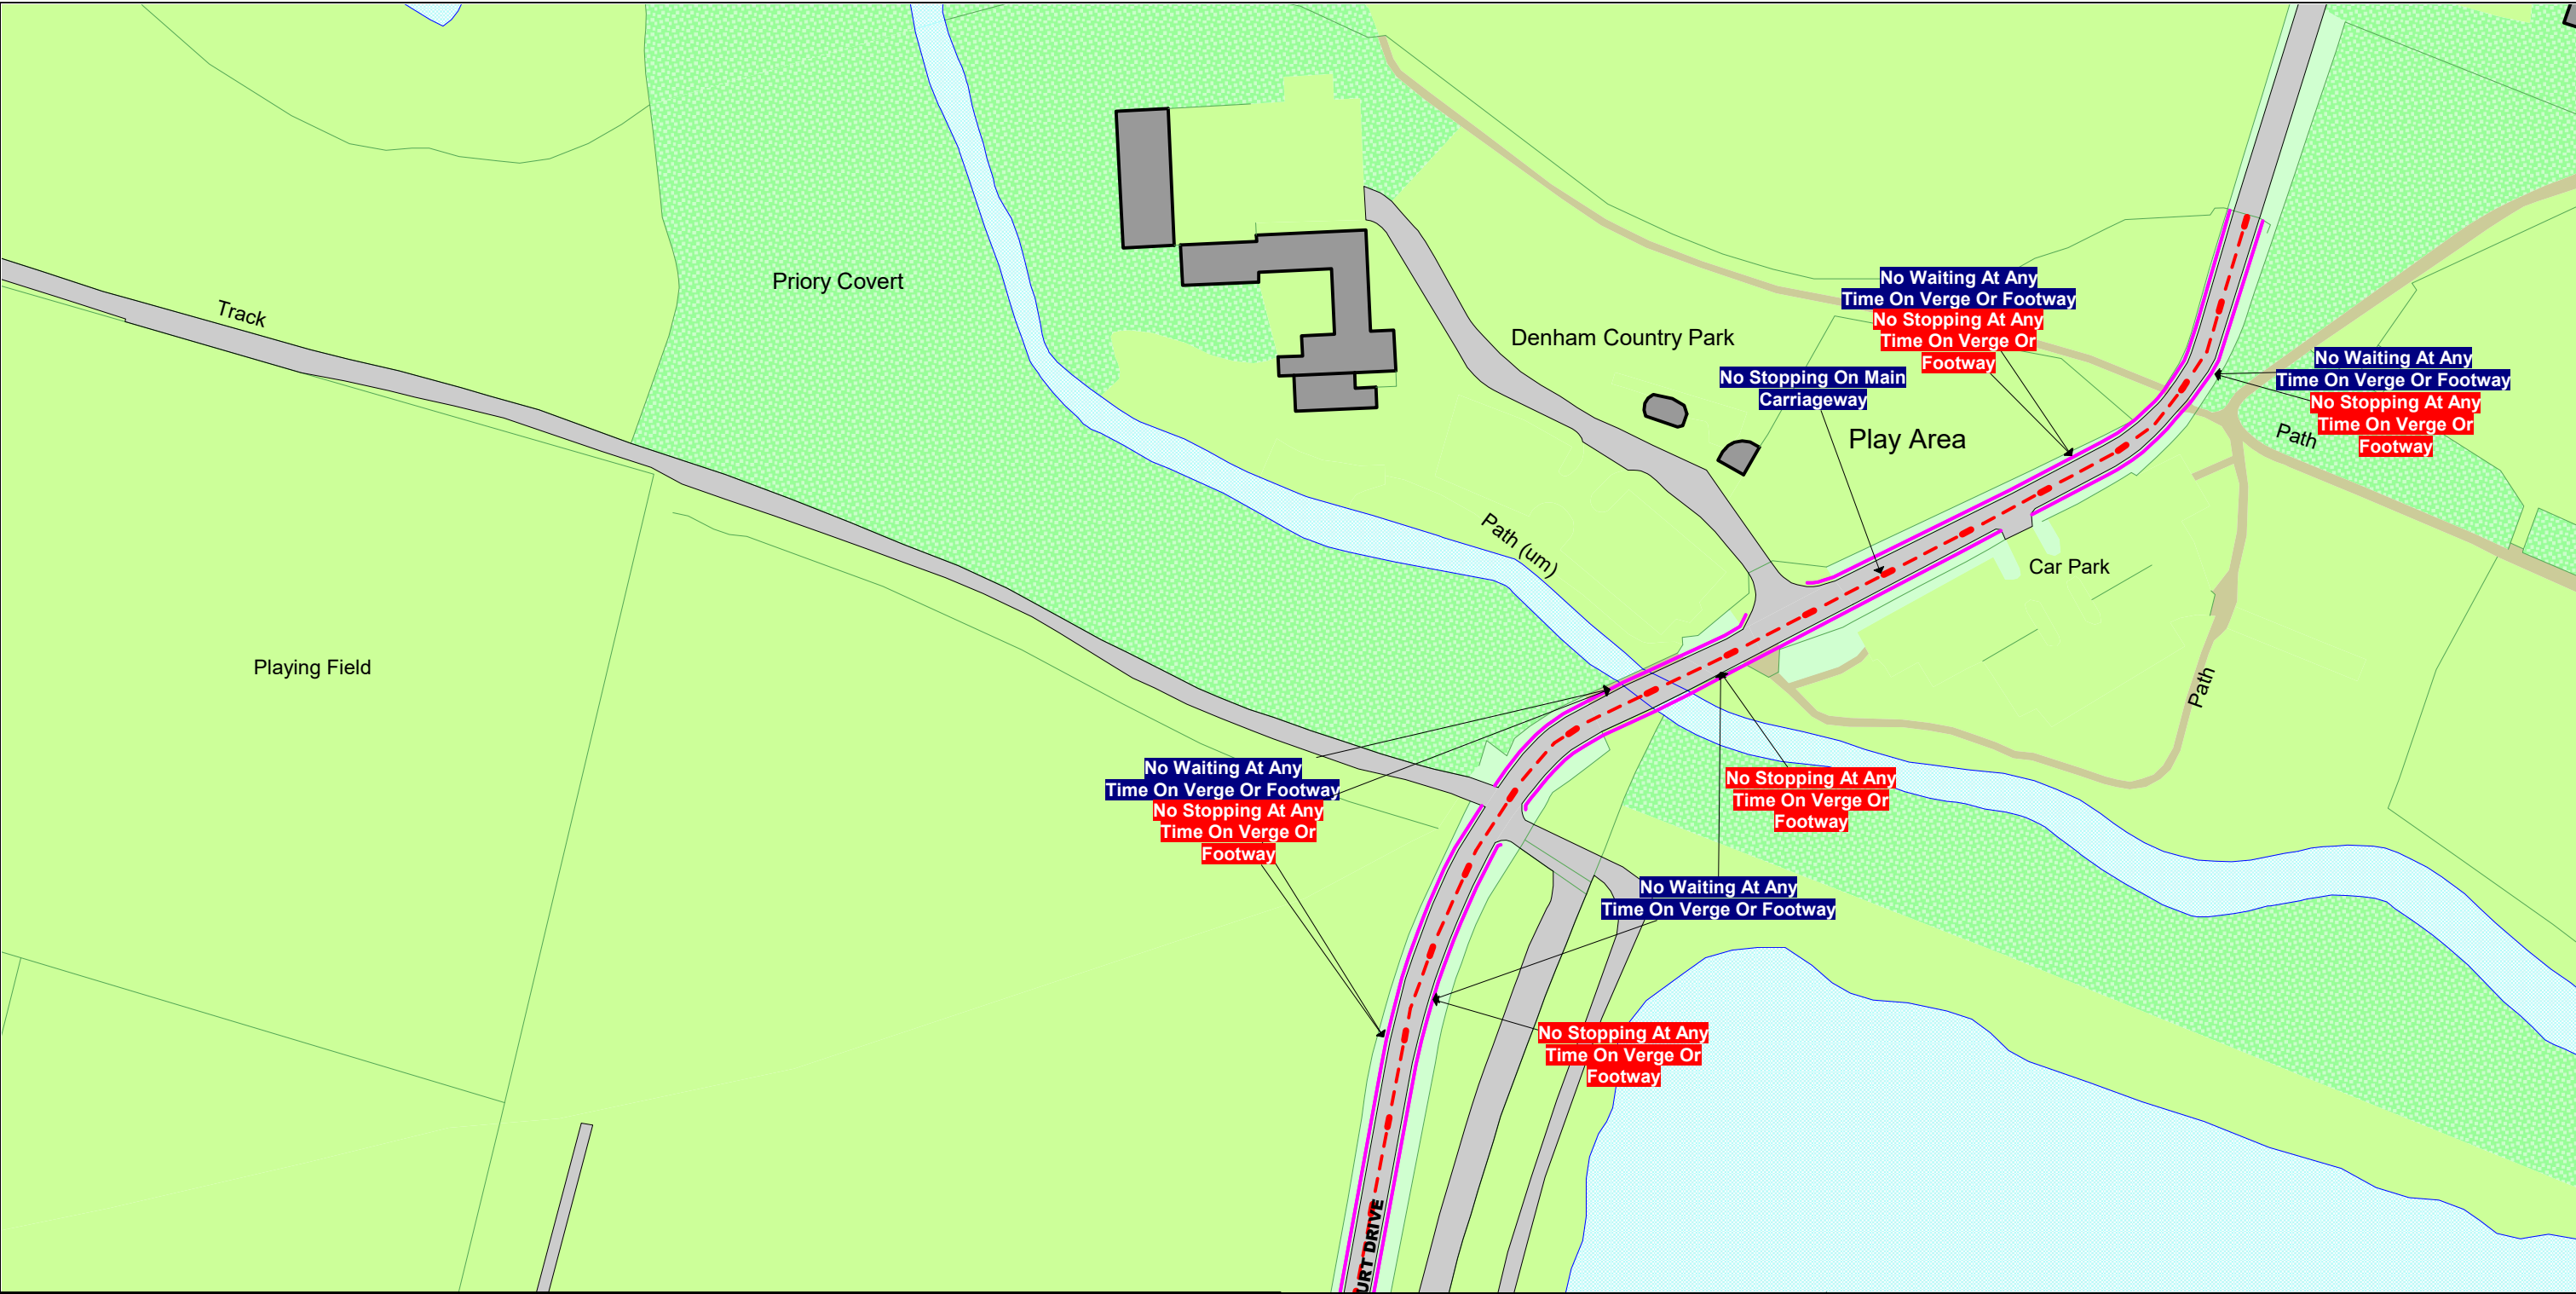 Track
Priory Covert
Denham Country Park
No Waiting At Any
Time On Verge Or Footway
No Stopping At Any
Time On Verge Or
Footway
No Stopping On Main
Carriageway
Play Area
No Waiting At Any
Time On Verge Or Footway
No Stopping At Any
Time On Verge Or
Footway
Path
Path (um)
Car Park
Playing Field
Path
No Waiting At Any
Time On Verge Or Footway
No Stopping At Any
Time On Verge Or
Footway
No Stopping At Any
Time On Verge Or
Footway
No Waiting At Any
Time On Verge Or Footway
No Stopping At Any
Time On Verge Or
Footway
URT DRIVE